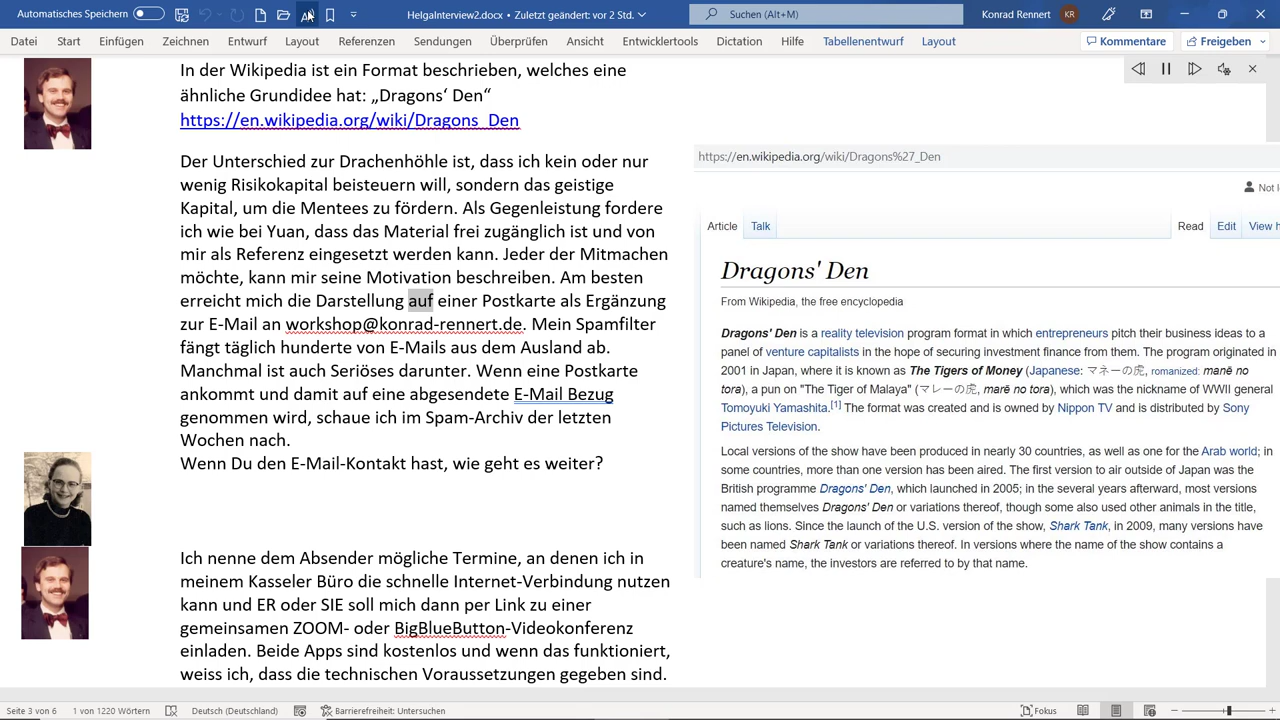 Automatisches Speichern
HelgaInterview2.docx • Zuletzt geändert: vor 2 Std.
Suchen (Alt+M)
Konrad Rennert
KR
Datei Start Einfügen Zeichnen Entwurf Layout Referenzen Sendungen Überprüfen Ansicht Entwicklertools Dictation Hilfe Tabellenentwurf Layout Kommentare Freigeben
In der Wikipedia ist ein Format beschrieben, welches eine
ähnliche Grundidee hat: „Dragons‘ Den“
https://en.wikipedia.org/wiki/Dragons_Den
Der Unterschied zur Drachenhöhle ist, dass ich kein oder nur
wenig Risikokapital beisteuern will, sondern das geistige
Kapital, um die Mentees zu fördern. Als Gegenleistung fordere
ich wie bei Yuan, dass das Material frei zugänglich ist und von
mir als Referenz eingesetzt werden kann. Jeder der Mitmachen
möchte, kann mir seine Motivation beschreiben. Am besten
erreicht mich die Darstellung auf einer Postkarte als Ergänzung
zur E-Mail an workshop@konrad-rennert.de. Mein Spamfilter
fängt täglich hunderte von E-Mails aus dem Ausland ab.
Manchmal ist auch Seriöses darunter. Wenn eine Postkarte
ankommt und damit auf eine abgesendete E-Mail Bezug
genommen wird, schaue ich im Spam-Archiv der letzten
Wochen nach.
Wenn Du den E-Mail-Kontakt hast, wie geht es weiter?
Ich nenne dem Absender mögliche Termine, an denen ich in
meinem Kasseler Büro die schnelle Internet-Verbindung nutzen
kann und ER oder SIE soll mich dann per Link zu einer
gemeinsamen ZOOM- oder BigBlueButton-Videokonferenz
einladen. Beide Apps sind kostenlos und wenn das funktioniert,
weiss ich, dass die technischen Voraussetzungen gegeben sind.
https://en.wikipedia.org/wiki/Dragons%27_Den
Not l
Article Talk Read Edit View h
Dragons' Den
From Wikipedia, the free encyclopedia
Dragons' Den is a reality television program format in which entrepreneurs pitch their business ideas to a
panel of venture capitalists in the hope of securing investment finance from them. The program originated in
2001 in Japan, where it is known as The Tigers of Money (Japanese: マネーの虎, romanized: manē no
tora), a pun on "The Tiger of Malaya" (マレーの虎, marē no tora), which was the nickname of WWII general
Tomoyuki Yamashita.[1] The format was created and is owned by Nippon TV and is distributed by Sony
Pictures Television.
Local versions of the show have been produced in nearly 30 countries, as well as one for the Arab world; in
some countries, more than one version has been aired. The first version to air outside of Japan was the
British programme Dragons' Den, which launched in 2005; in the several years afterward, most versions
named themselves Dragons' Den or variations thereof, though some also used other animals in the title,
such as lions. Since the launch of the U.S. version of the show, Shark Tank, in 2009, many versions have
been named Shark Tank or variations thereof. In versions where the name of the show contains a
creature's name, the investors are referred to by that name.
Seite 3 von 6 1 von 1220 Wörtern Deutsch (Deutschland) Barrierefreiheit: Untersuchen Fokus